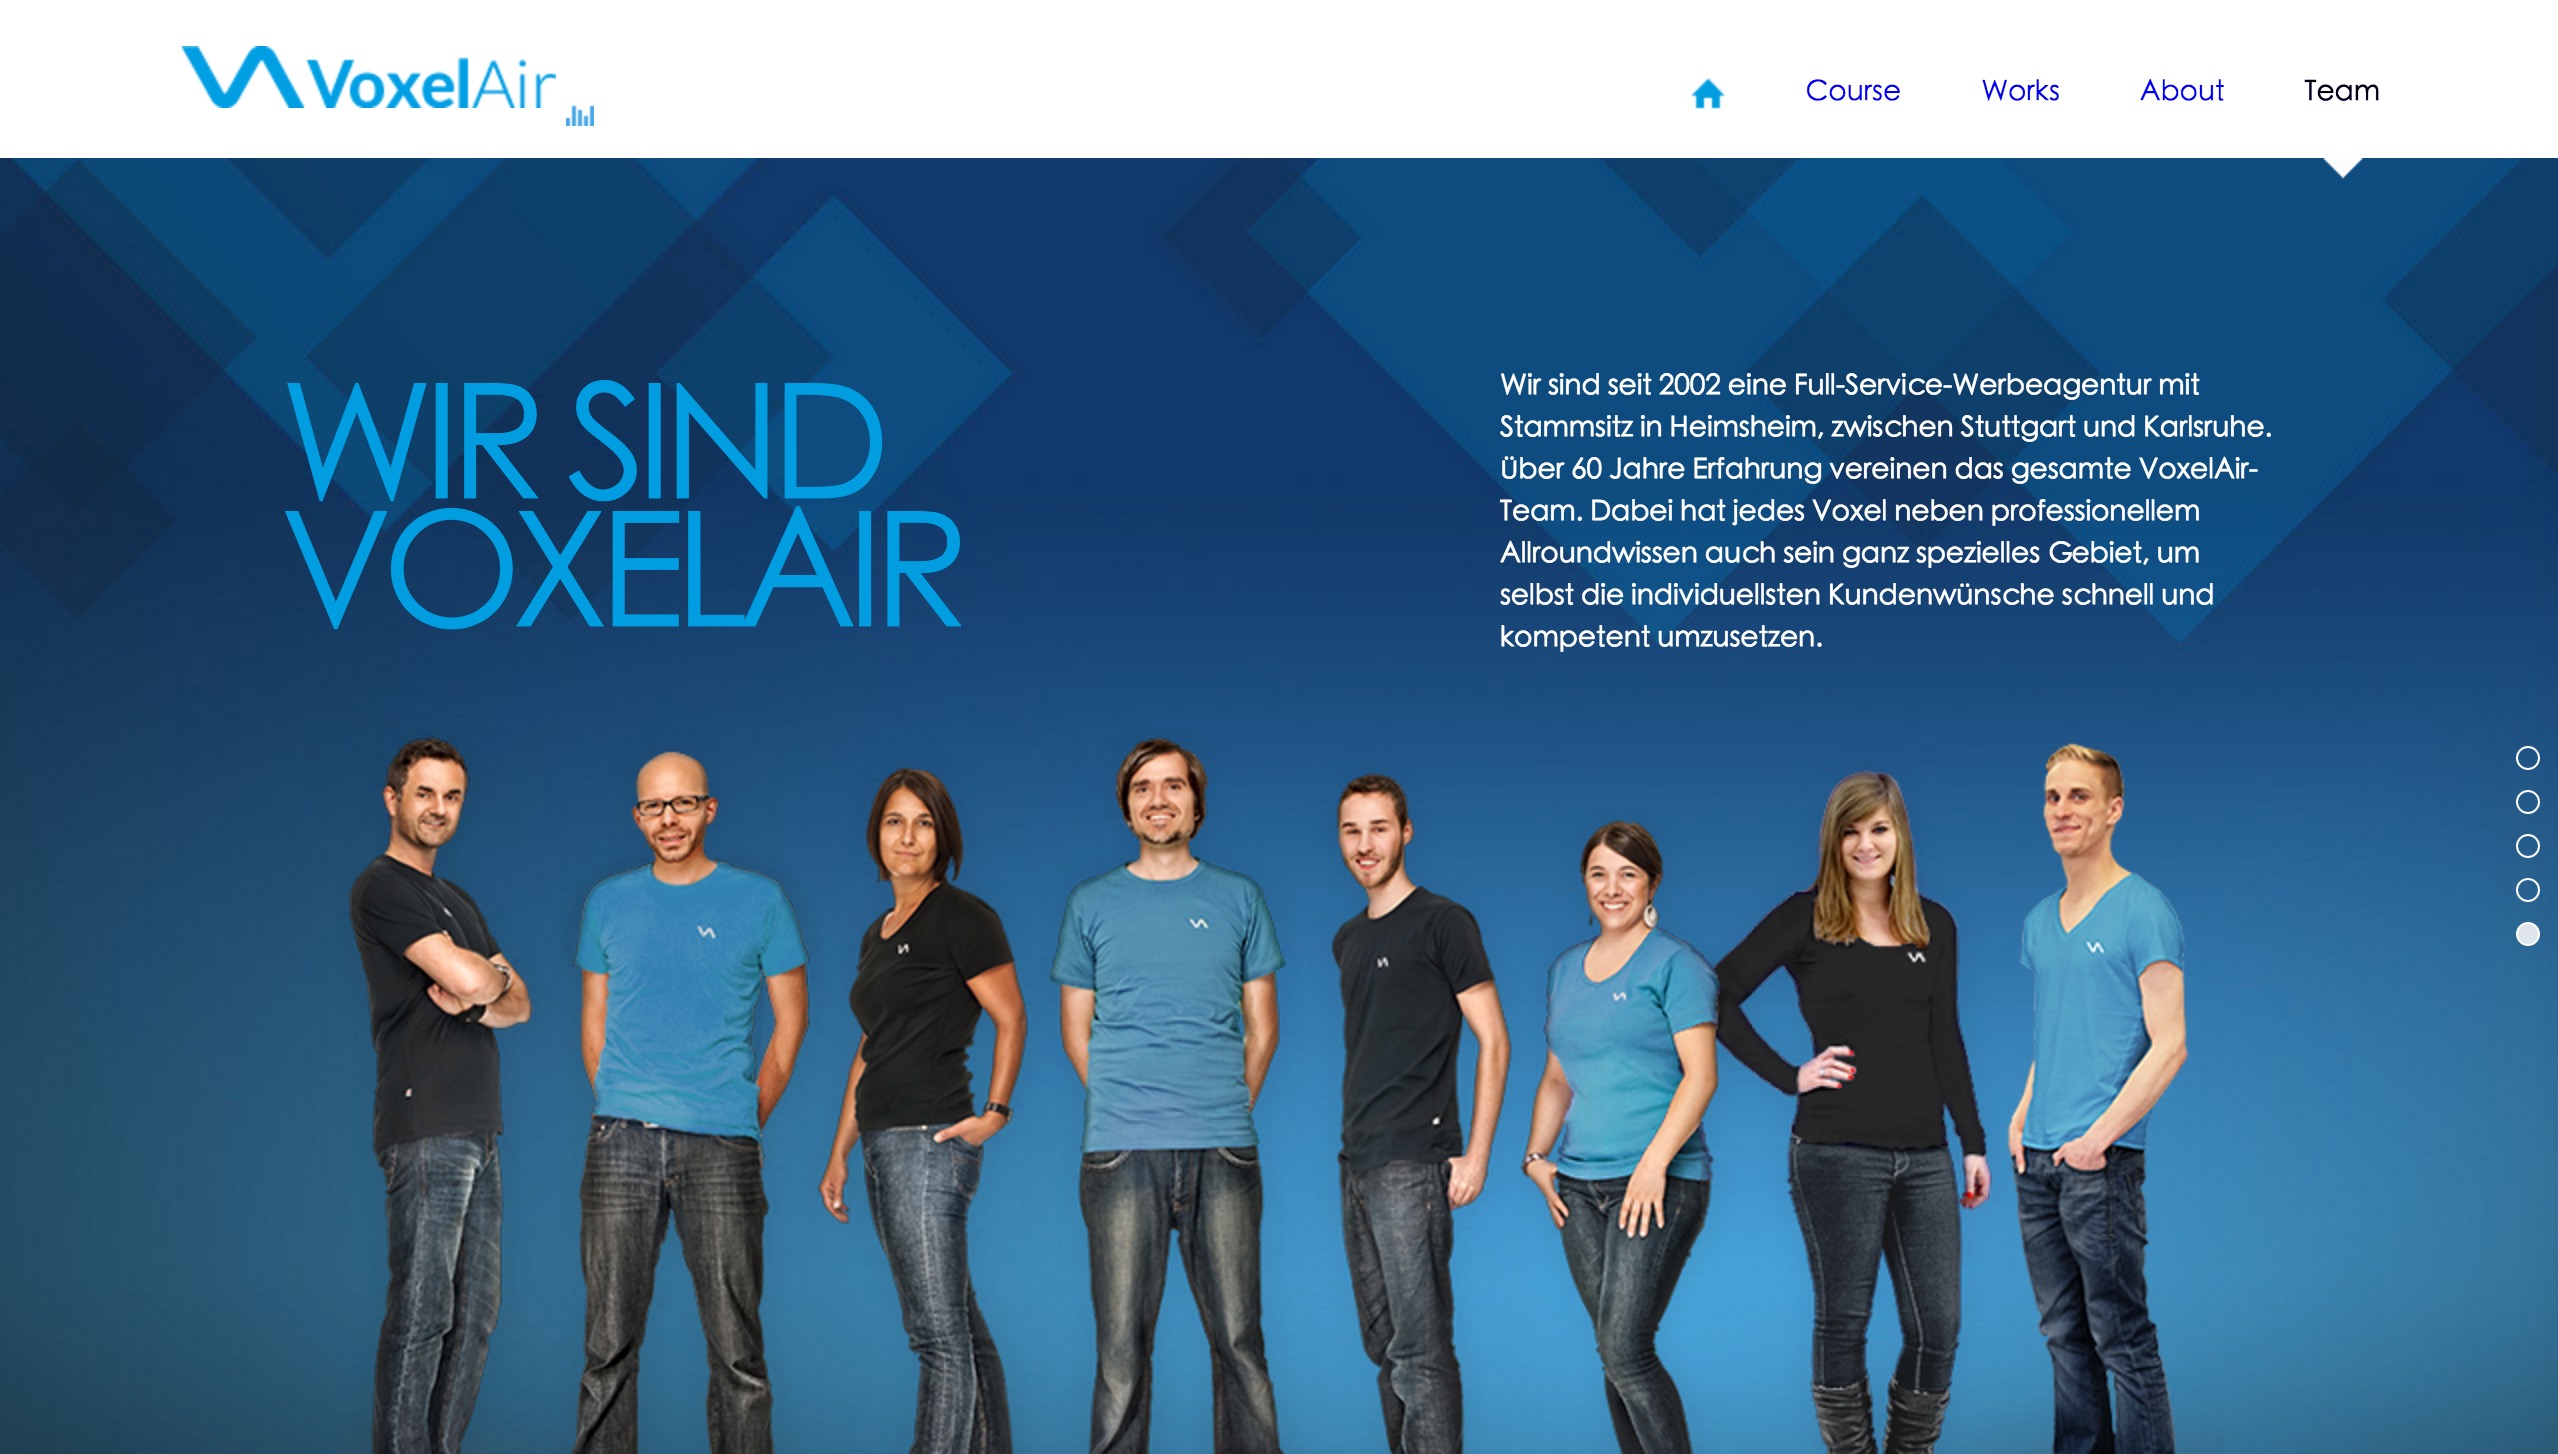 VoxelAir
Course
Works
About
Team
WIR SIND
VOXELAIR
Wir sind seit 2002 eine Full-Service-Werbeagentur mit
Stammsitz in Heimsheim, zwischen Stuttgart und Karlsruhe.
Über 60 Jahre Erfahrung vereinen das gesamte VoxelAir-
Team. Dabei hat jedes Voxel neben professionellem
Allroundwissen auch sein ganz spezielles Gebiet, um
selbst die individuellsten Kundenwünsche schnell und
kompetent umzusetzen.